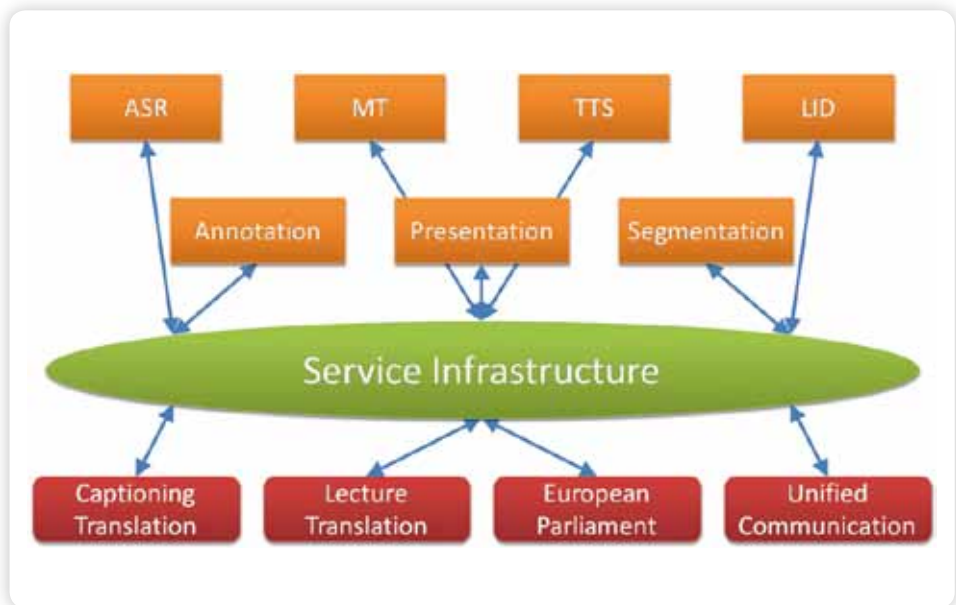 ASR
MT
TTS
LID
Annotation
Presentation
Segmentation
Service Infrastructure
Captioning
Translation
Lecture
Translation
European
Parliament
Unified
Communication